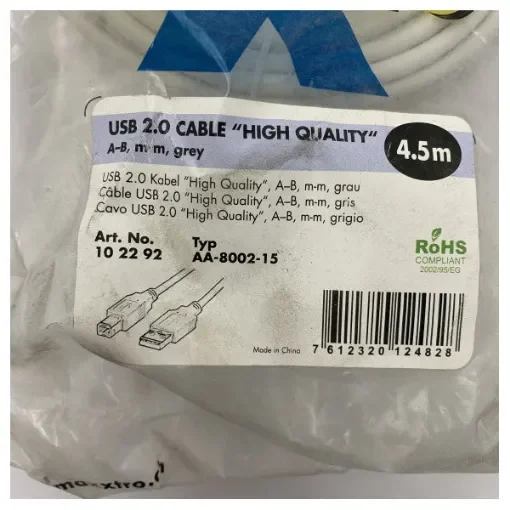 USB 2.0 CABLE "HIGH QUALITY"
A–B, m-m, grey
4.5m
USB 2.0 Kabel "High Quality", A–B, m-m, grau
Câble USB 2.0 "High Quality", A–B, m-m, gris
Cavo USB 2.0 "High Quality", A–B, m-m, grigio
Art. No. Typ
10 22 92 AA-8002-15
RoHS
COMPLIANT
2002/95/EG
Made in China
7 612320 124828